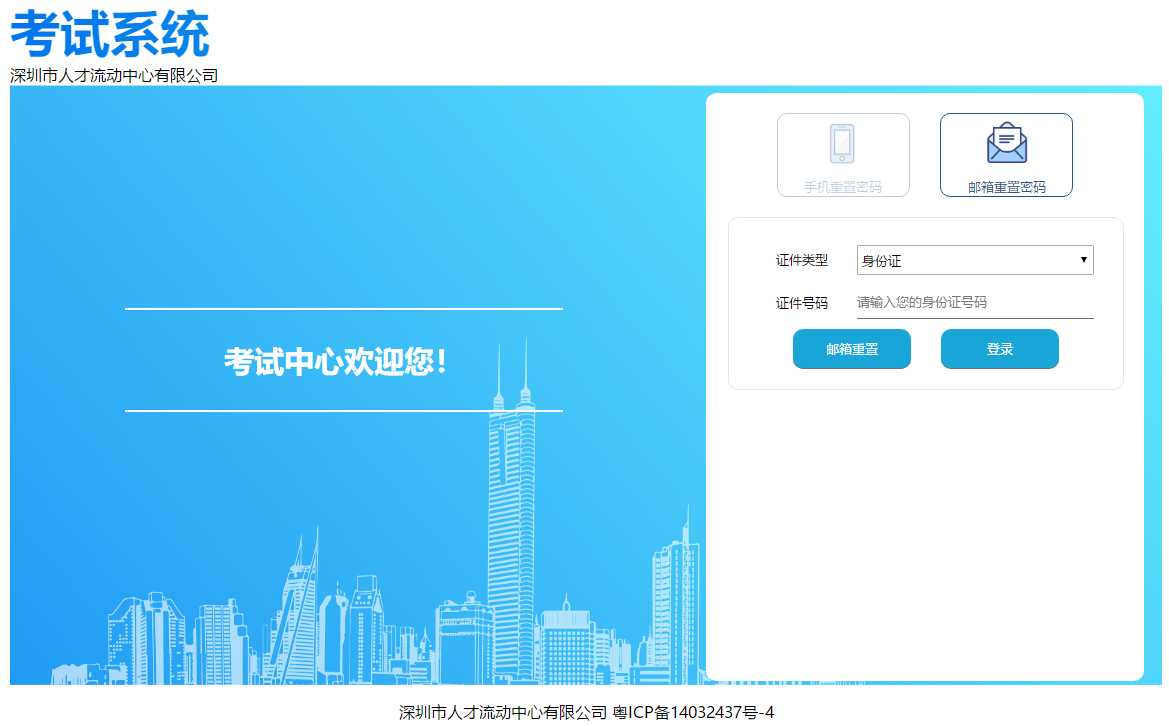 考试系统
深圳市人才流动中心有限公司
考试中心欢迎您！
手机重置密码
邮箱重置密码
证件类型
身份证
证件号码
请输入您的身份证号码
邮箱重置
登录
深圳市人才流动中心有限公司 粤ICP备14032437号-4